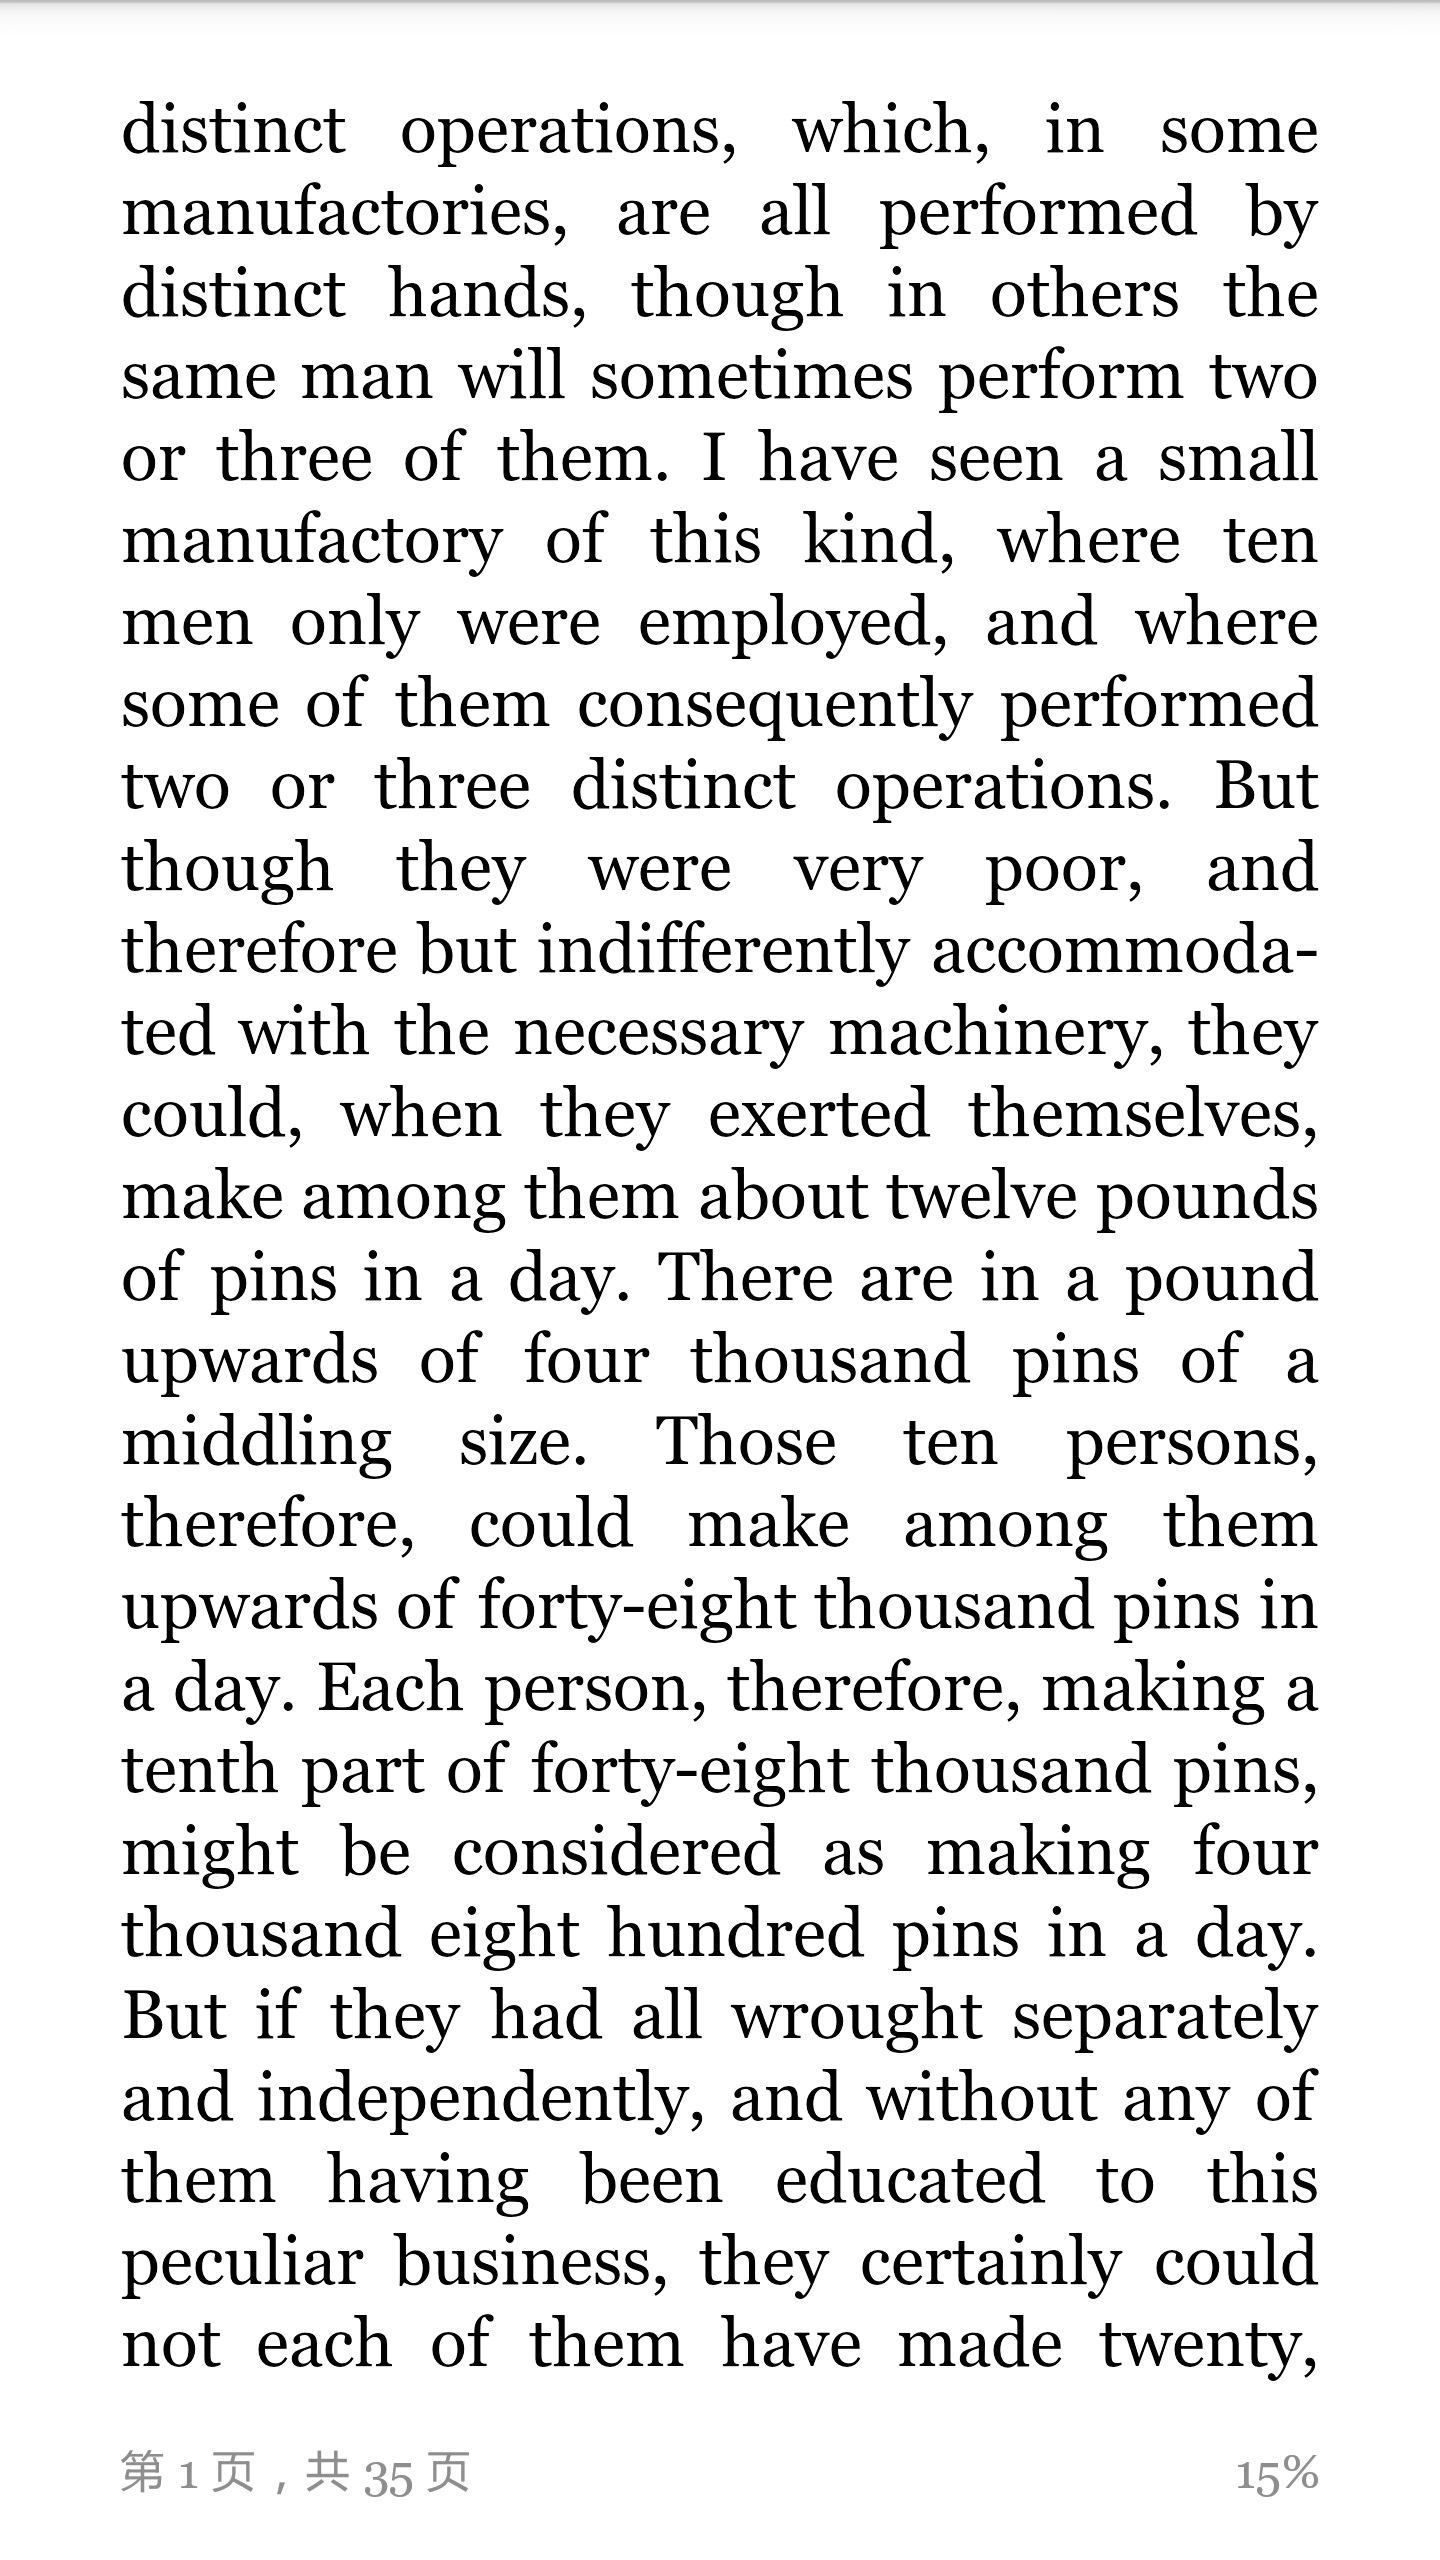 distinct operations, which, in some
manufactories, are all performed by
distinct hands, though in others the
same man will sometimes perform two
or three of them. I have seen a small
manufactory of this kind, where ten
men only were employed, and where
some of them consequently performed
two or three distinct operations. But
though they were very poor, and
therefore but indifferently accommoda-
ted with the necessary machinery, they
could, when they exerted themselves,
make among them about twelve pounds
of pins in a day. There are in a pound
upwards of four thousand pins of a
middling size. Those ten persons,
therefore, could make among them
upwards of forty-eight thousand pins in
a day. Each person, therefore, making a
tenth part of forty-eight thousand pins,
might be considered as making four
thousand eight hundred pins in a day.
But if they had all wrought separately
and independently, and without any of
them having been educated to this
peculiar business, they certainly could
not each of them have made twenty,
第 1 页 , 共 35 页 15%